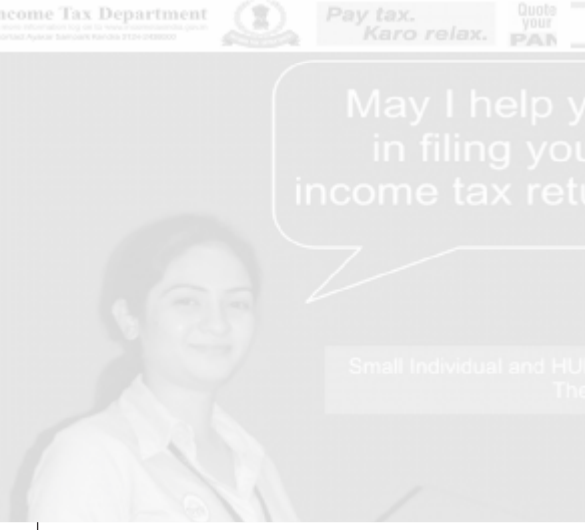 ncome Tax Department
Pay tax.
Karo relax.
Quote
your
PAN
May I help y
in filing you
income tax retu
Small Individual and HU
The